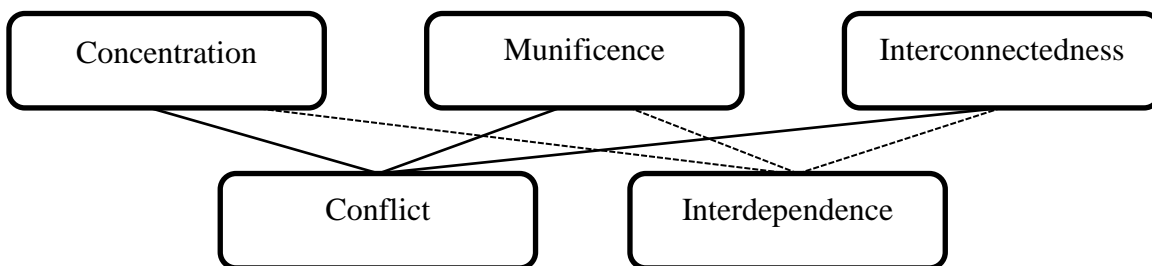 Concentration
Munificence
Interconnectedness
Conflict
Interdependence